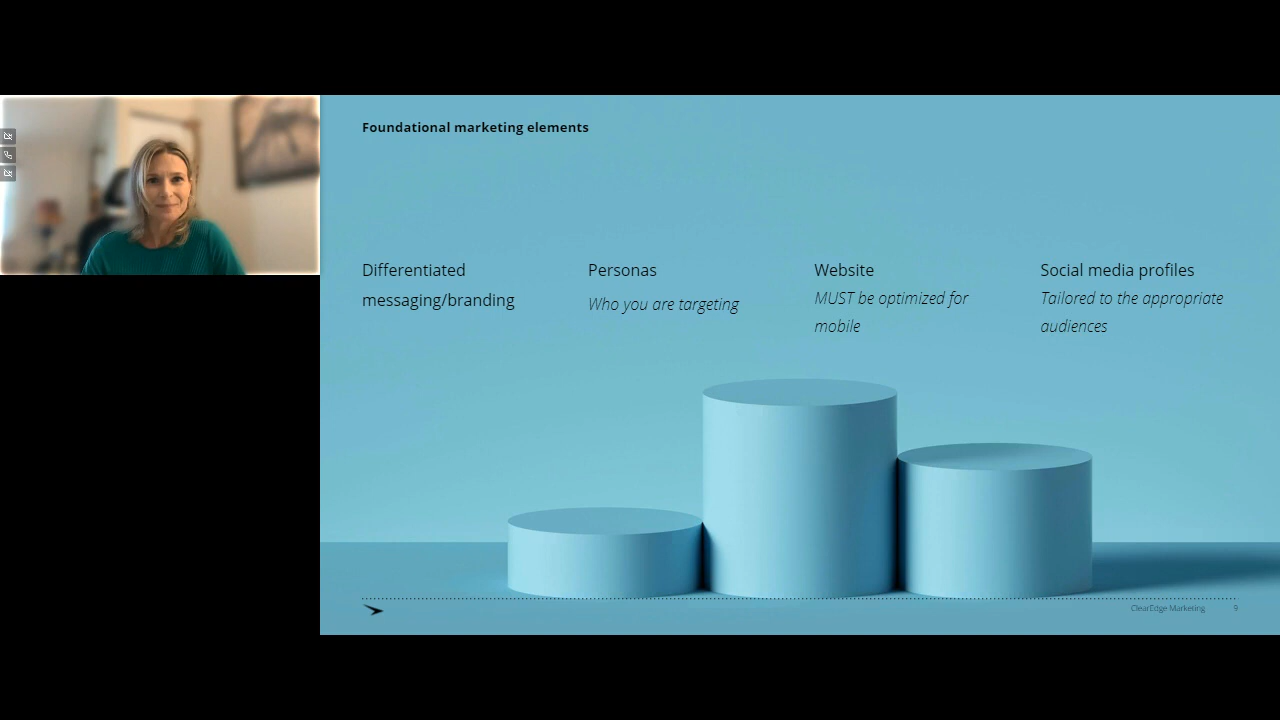 Foundational marketing elements
Differentiated
messaging/branding
Personas
Who you are targeting
Website
MUST be optimized for
mobile
Social media profiles
Tailored to the appropriate
audiences
ClearEdge Marketing 9